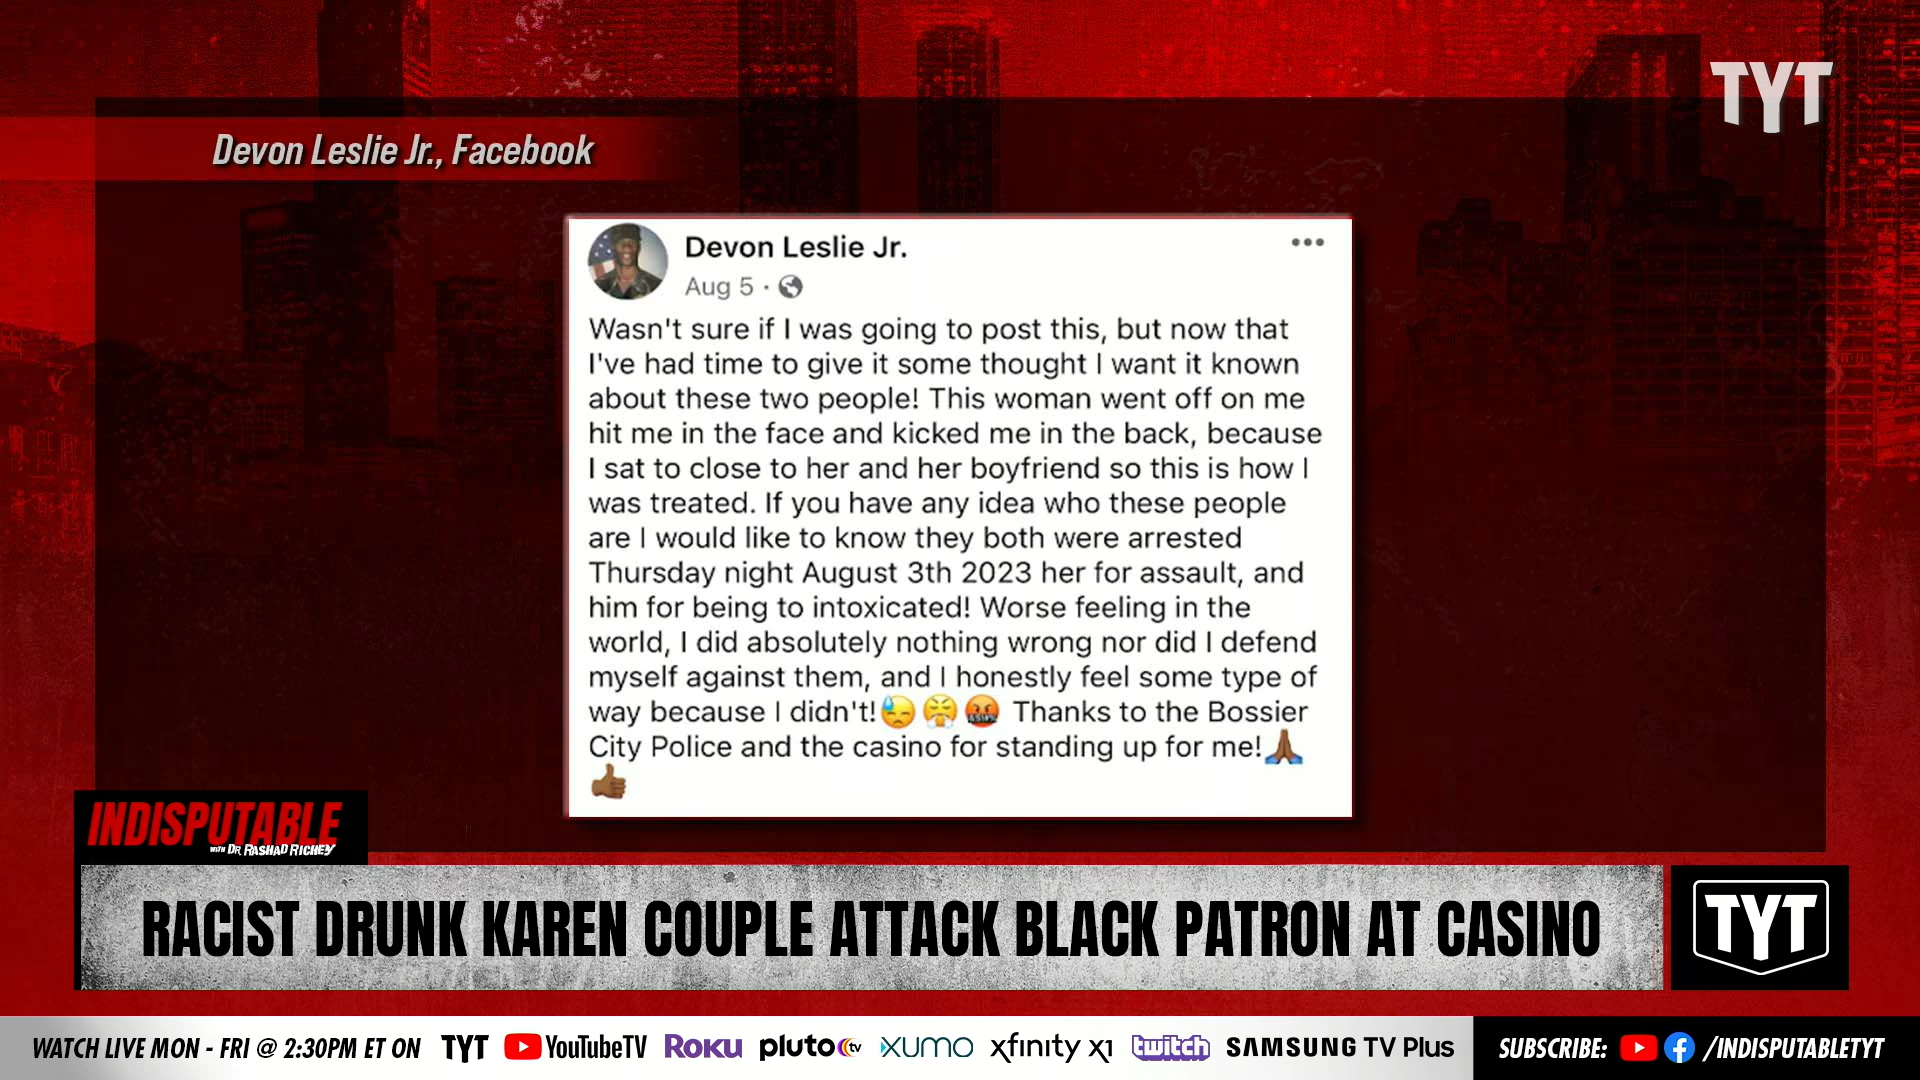 TYT
Devon Leslie Jr., Facebook
Devon Leslie Jr.
Aug 5 ·
Wasn't sure if I was going to post this, but now that
I've had time to give it some thought I want it known
about these two people! This woman went off on me
hit me in the face and kicked me in the back, because
I sat to close to her and her boyfriend so this is how I
was treated. If you have any idea who these people
are I would like to know they both were arrested
Thursday night August 3th 2023 her for assault, and
him for being to intoxicated! Worse feeling in the
world, I did absolutely nothing wrong nor did I defend
myself against them, and I honestly feel some type of
way because I didn't!😓😤🤬 Thanks to the Bossier
City Police and the casino for standing up for me!🙏🏾
👍🏾
INDISPUTABLE
WITH DR RASHAD RICHEY
RACIST DRUNK KAREN COUPLE ATTACK BLACK PATRON AT CASINO
TYT
WATCH LIVE MON - FRI @ 2:30PM ET ON TYT YouTubeTV ROKU pluto tv XUMO xfinity x1 twitch SAMSUNG TV Plus SUBSCRIBE: /INDISPUTABLETYT